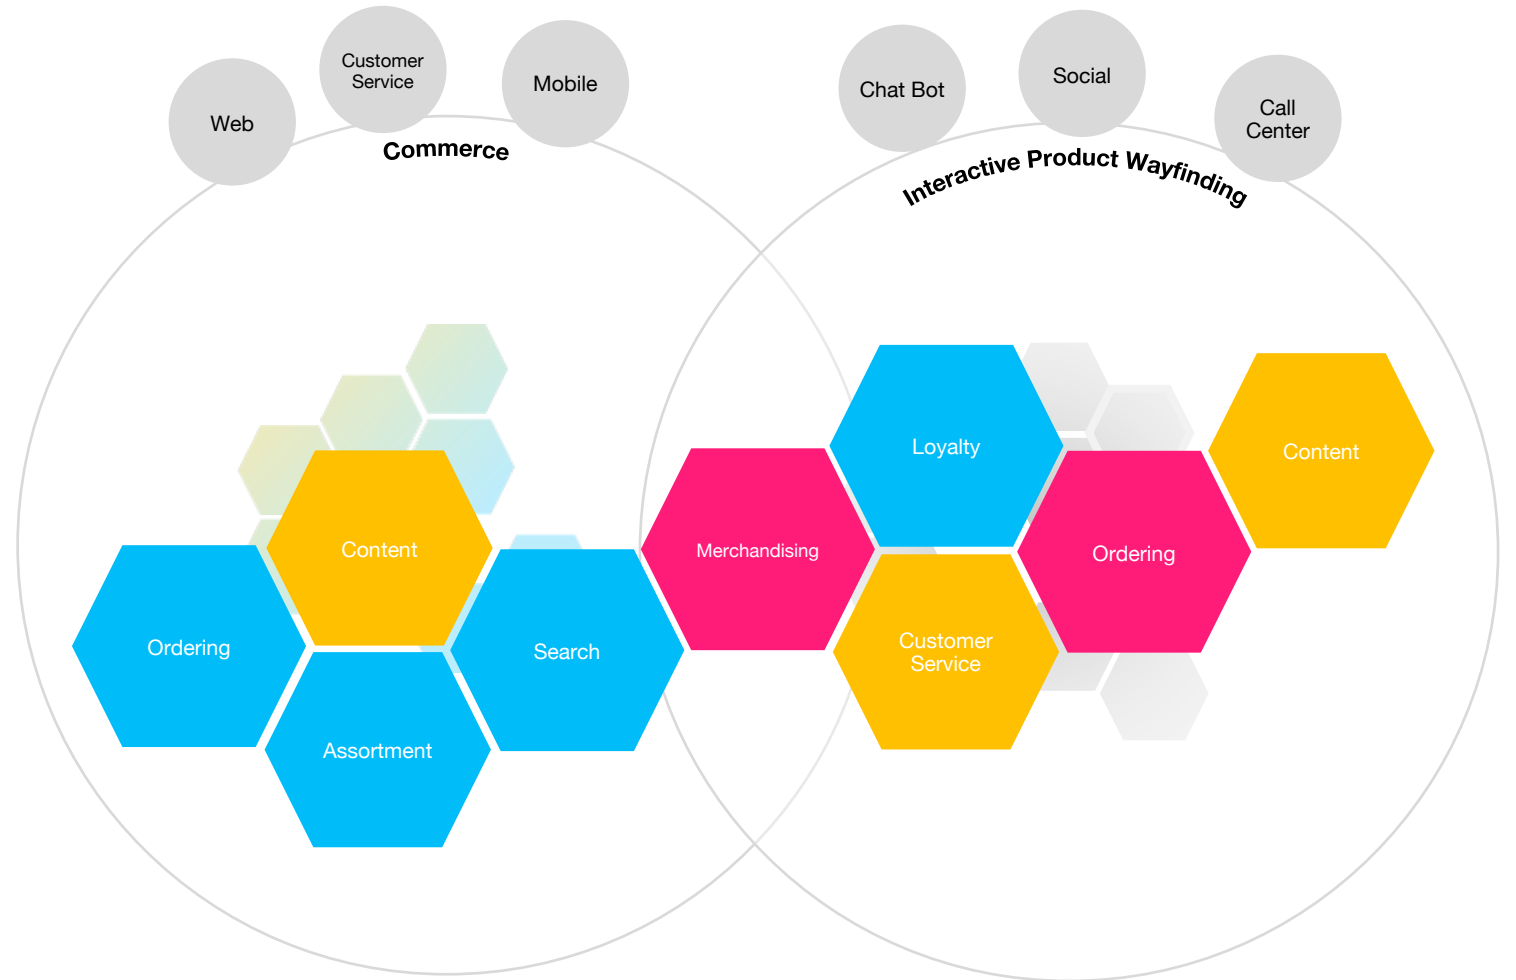 Web
Customer
Service
Mobile
Commerce
Chat Bot
Social
Call
Center
Interactive Product Wayfinding
Content
Ordering
Assortment
Search
Merchandising
Loyalty
Customer
Service
Ordering
Content